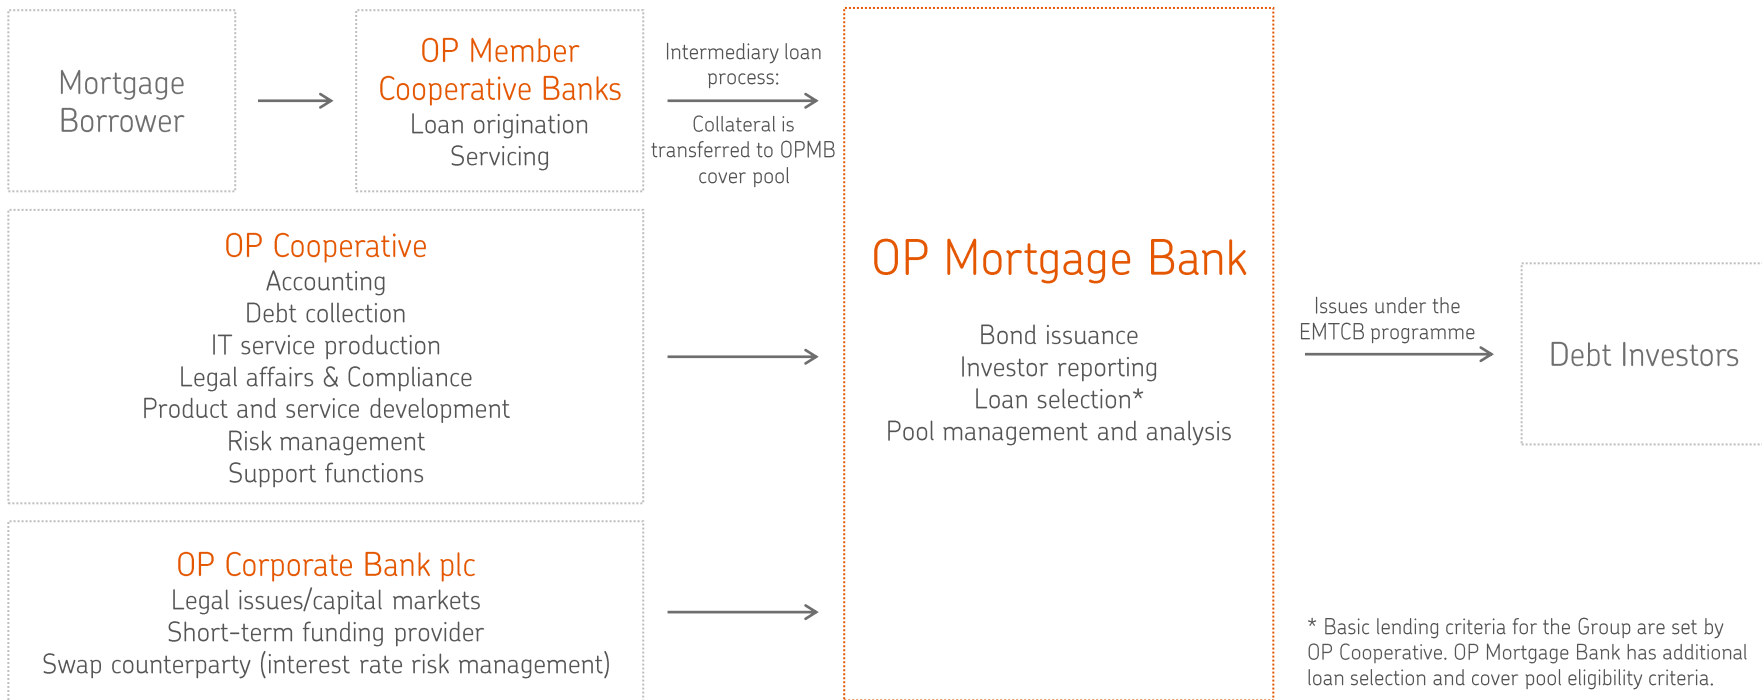 Mortgage
Borrower
OP Member
Cooperative Banks
Loan origination
Servicing
Intermediary loan
process:
Collateral is
transferred to OPMB
cover pool
OP Cooperative
Accounting
Debt collection
IT service production
Legal affairs & Compliance
Product and service development
Risk management
Support functions
OP Corporate Bank plc
Legal issues/capital markets
Short-term funding provider
Swap counterparty (interest rate risk management)
OP Mortgage Bank
Bond issuance
Investor reporting
Loan selection*
Pool management and analysis
Issues under the
EMTCB programme
Debt Investors
* Basic lending criteria for the Group are set by
OP Cooperative. OP Mortgage Bank has additional
loan selection and cover pool eligibility criteria.